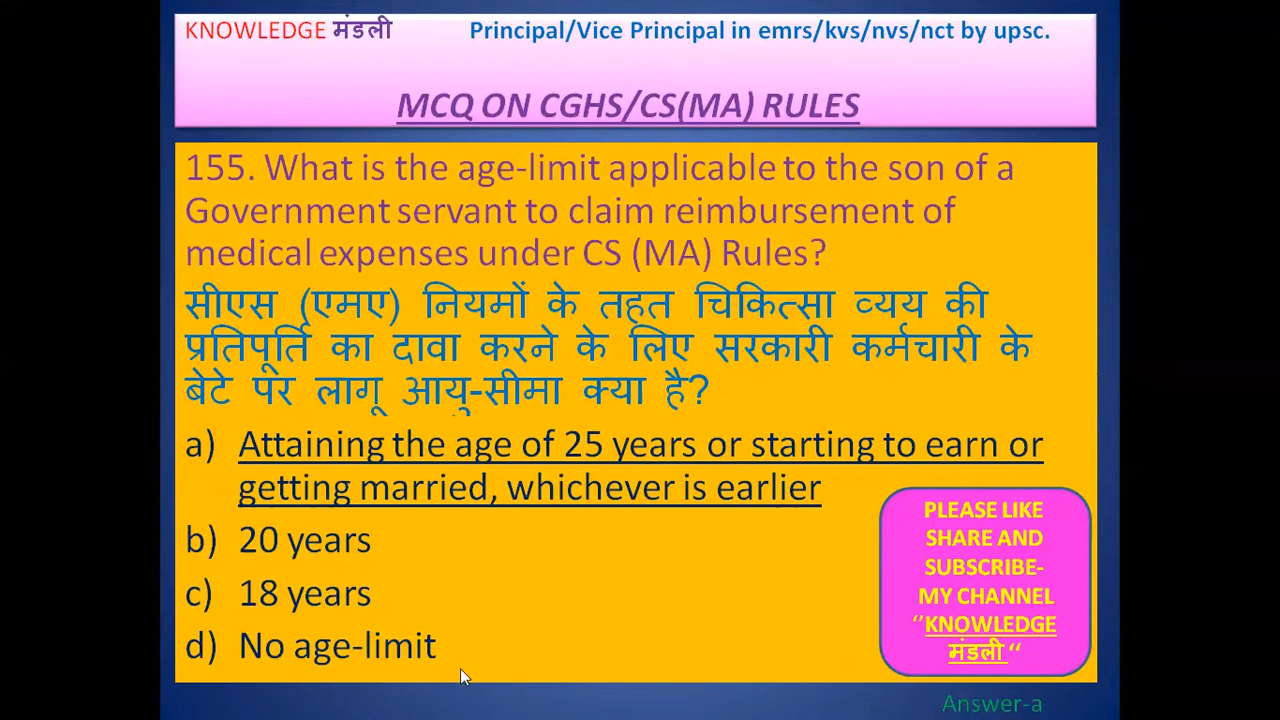 KNOWLEDGE मंडली Principal/Vice Principal in emrs/kvs/nvs/nct by upsc.
MCQ ON CGHS/CS(MA) RULES
155. What is the age-limit applicable to the son of a
Government servant to claim reimbursement of
medical expenses under CS (MA) Rules?
सीएस (एमए) नियमों के तहत चिकित्सा व्यय की
प्रतिपूर्ति का दावा करने के लिए सरकारी कर्मचारी के
बेटे पर लागू आयु-सीमा क्या है?
a) Attaining the age of 25 years or starting to earn or
getting married, whichever is earlier
b) 20 years
c) 18 years
d) No age-limit
PLEASE LIKE
SHARE AND
SUBSCRIBE-
MY CHANNEL
‘‘KNOWLEDGE
मंडली ‘‘
Answer-a